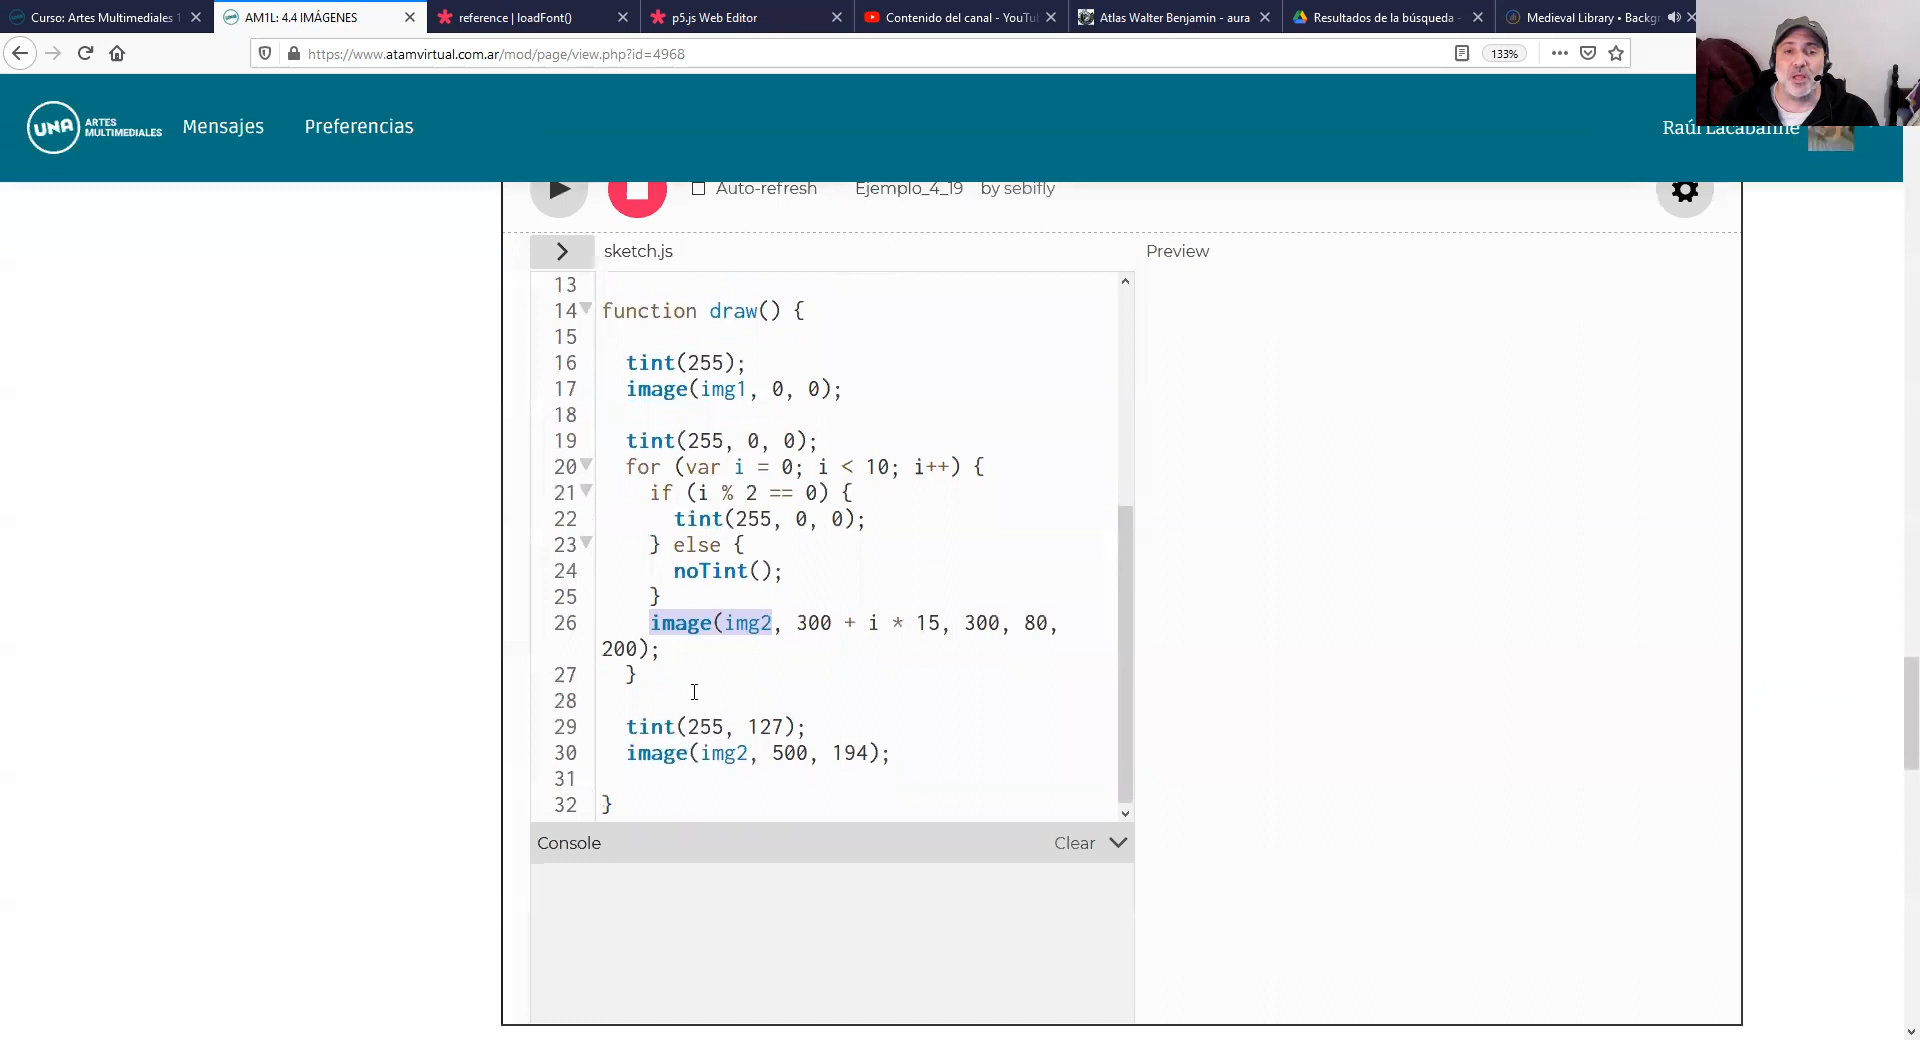 Curso: Artes Multimediales 1
AM1L: 4.4 IMÁGENES
reference | loadFont()
p5.js Web Editor
Contenido del canal - YouTu
Atlas Walter Benjamin - aura
Resultados de la búsqueda -
Medieval Library • Backgr
https://www.atamvirtual.com.ar/mod/page/view.php?id=4968
133%
UNA ARTES
MULTIMEDIALES
Mensajes
Preferencias
Raúl Lacabanne
Auto-refresh
Ejemplo_4_19
by sebifly
sketch.js
Preview
13
14 function draw() {
15
16 tint(255);
17 image(img1, 0, 0);
18
19 tint(255, 0, 0);
20 for (var i = 0; i < 10; i++) {
21 if (i % 2 == 0) {
22 tint(255, 0, 0);
23 } else {
24 noTint();
25 }
26 image(img2, 300 + i * 15, 300, 80,
200);
27 }
28
29 tint(255, 127);
30 image(img2, 500, 194);
31
32 }
Console
Clear